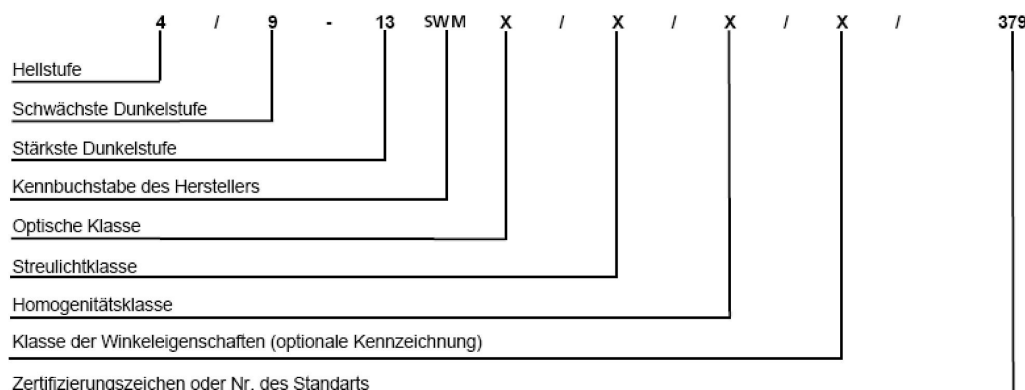 4 / 9 - 13 SWM X / X / X / X / 379
Hellstufe
Schwächste Dunkelstufe
Stärkste Dunkelstufe
Kennbuchstabe des Herstellers
Optische Klasse
Streulichtklasse
Homogenitätsklasse
Klasse der Winkeleigenschaften (optionale Kennzeichnung)
Zertifizierungszeichen oder Nr. des Standarts